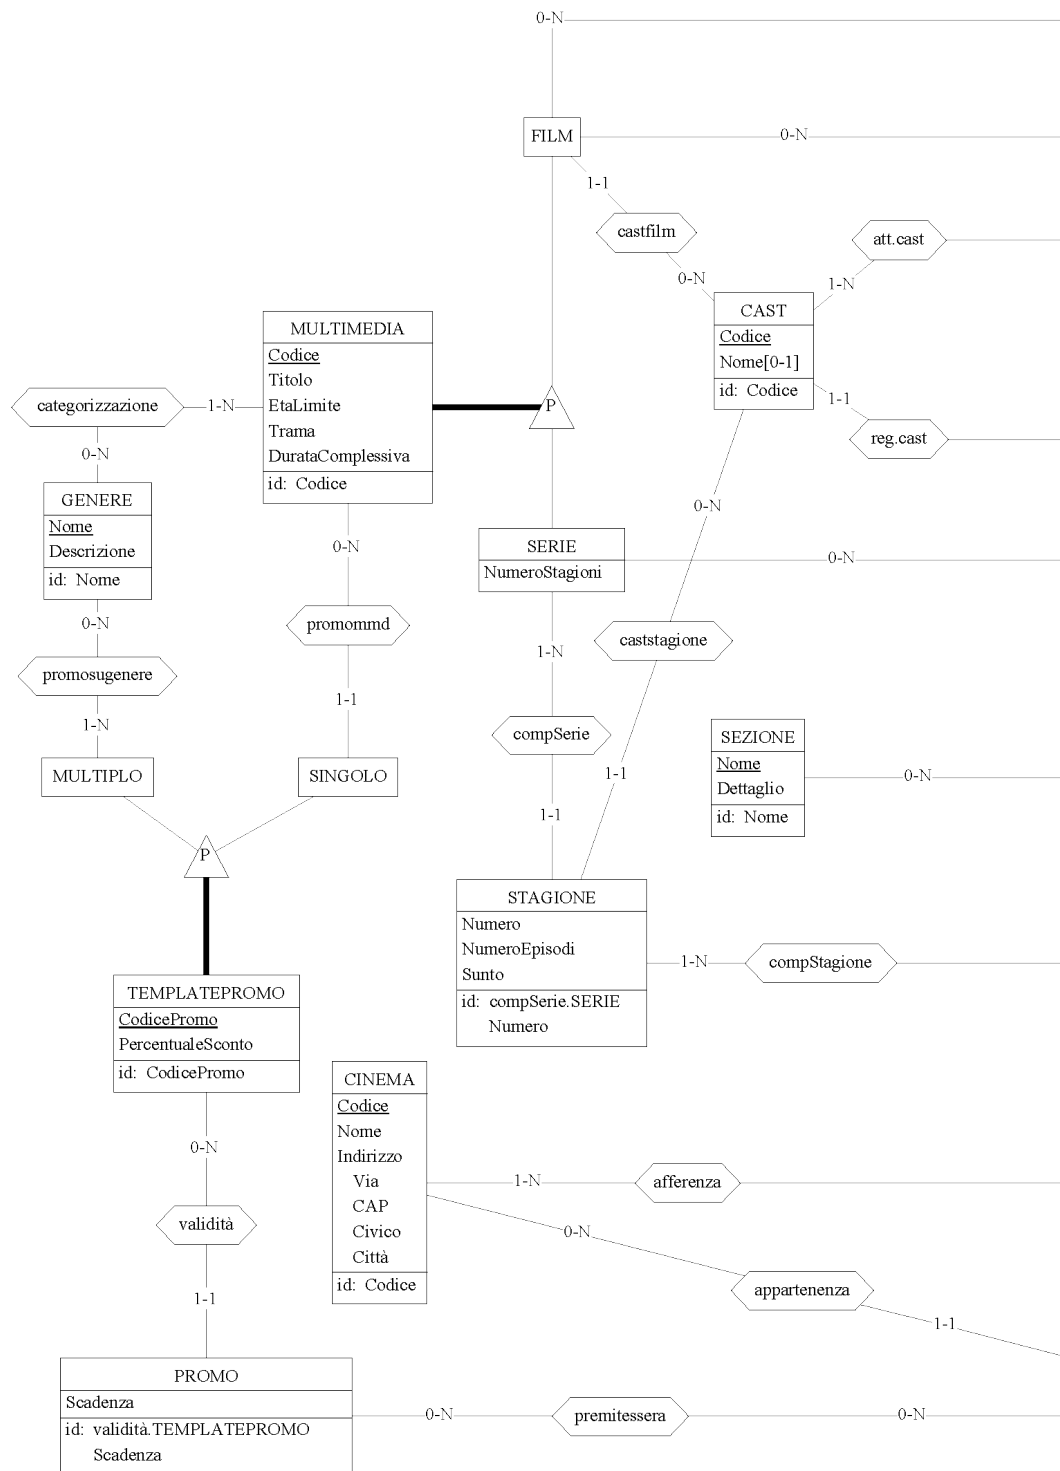 0-N
FILM
0-N
1-1
castfilm
att.cast
0-N
1-N
CAST
Codice
Nome[0-1]
id: Codice
1-1
reg.cast
MULTIMEDIA
Codice
Titolo
EtaLimite
Trama
DurataComplessiva
id: Codice
P
categorizzazione
1-N
0-N
GENERE
Nome
Descrizione
id: Nome
0-N
0-N
SERIE
NumeroStagioni
0-N
0-N
promommd
caststagione
promosugenere
1-N
1-1
1-N
compSerie
MULTIPLO
SINGOLO
1-1
1-1
SEZIONE
Nome
Dettaglio
id: Nome
0-N
P
STAGIONE
Numero
NumeroEpisodi
Sunto
id: compSerie.SERIE
Numero
1-N
compStagione
TEMPLATEPROMO
CodicePromo
PercentualeSconto
id: CodicePromo
CINEMA
Codice
Nome
Indirizzo
Via
CAP
Civico
Città
id: Codice
0-N
1-N
afferenza
validità
0-N
appartenenza
1-1
1-1
PROMO
Scadenza
id: validità.TEMPLATEPROMO
Scadenza
0-N
premitessera
0-N